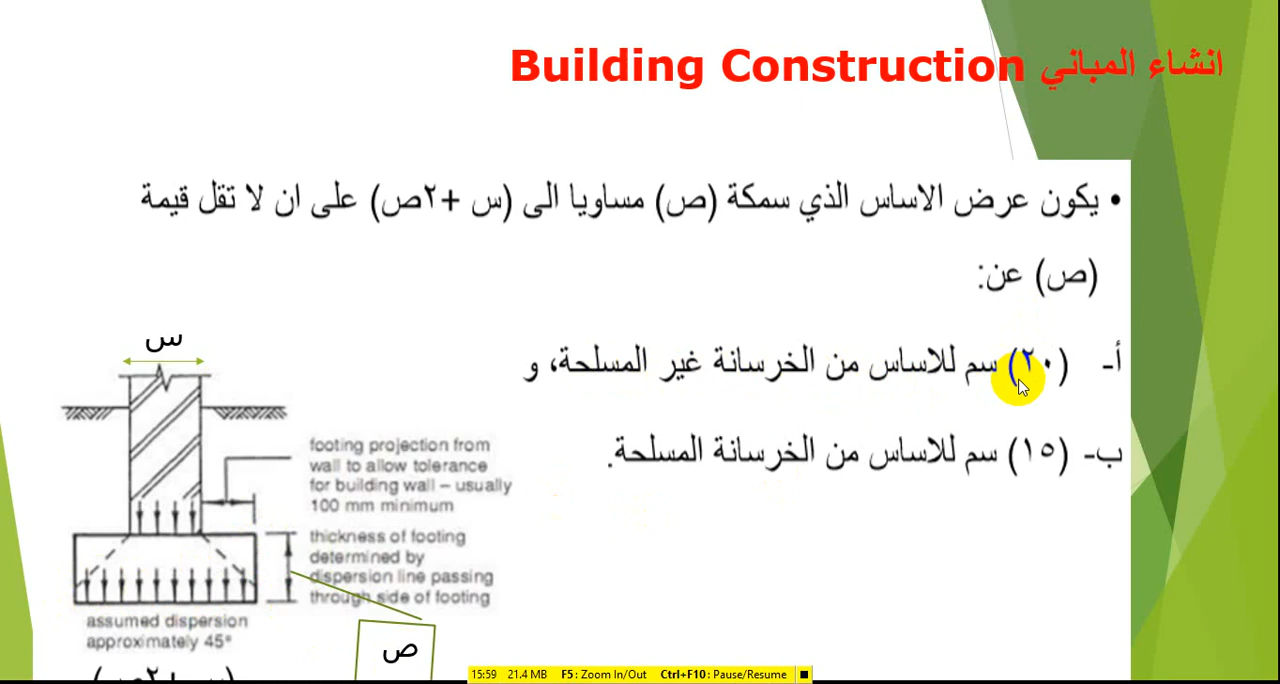 انشاء المباني Building Construction
• يكون عرض الاساس الذي سمكة (ص) مساويا الى (س +٢ص) على ان لا تقل قيمة
(ص) عن:
أ- (٢٠) سم للاساس من الخرسانة غير المسلحة، و
ب- (١٥) سم للاساس من الخرسانة المسلحة.
س
footing projection from
wall to allow tolerance
for building wall – usually
100 mm minimum
thickness of footing
determined by
dispersion line passing
through side of footing
assumed dispersion
approximately 45°
ص
(س +٢ص)
15:59 21.4 MB F5: Zoom In/Out Ctrl+F10: Pause/Resume